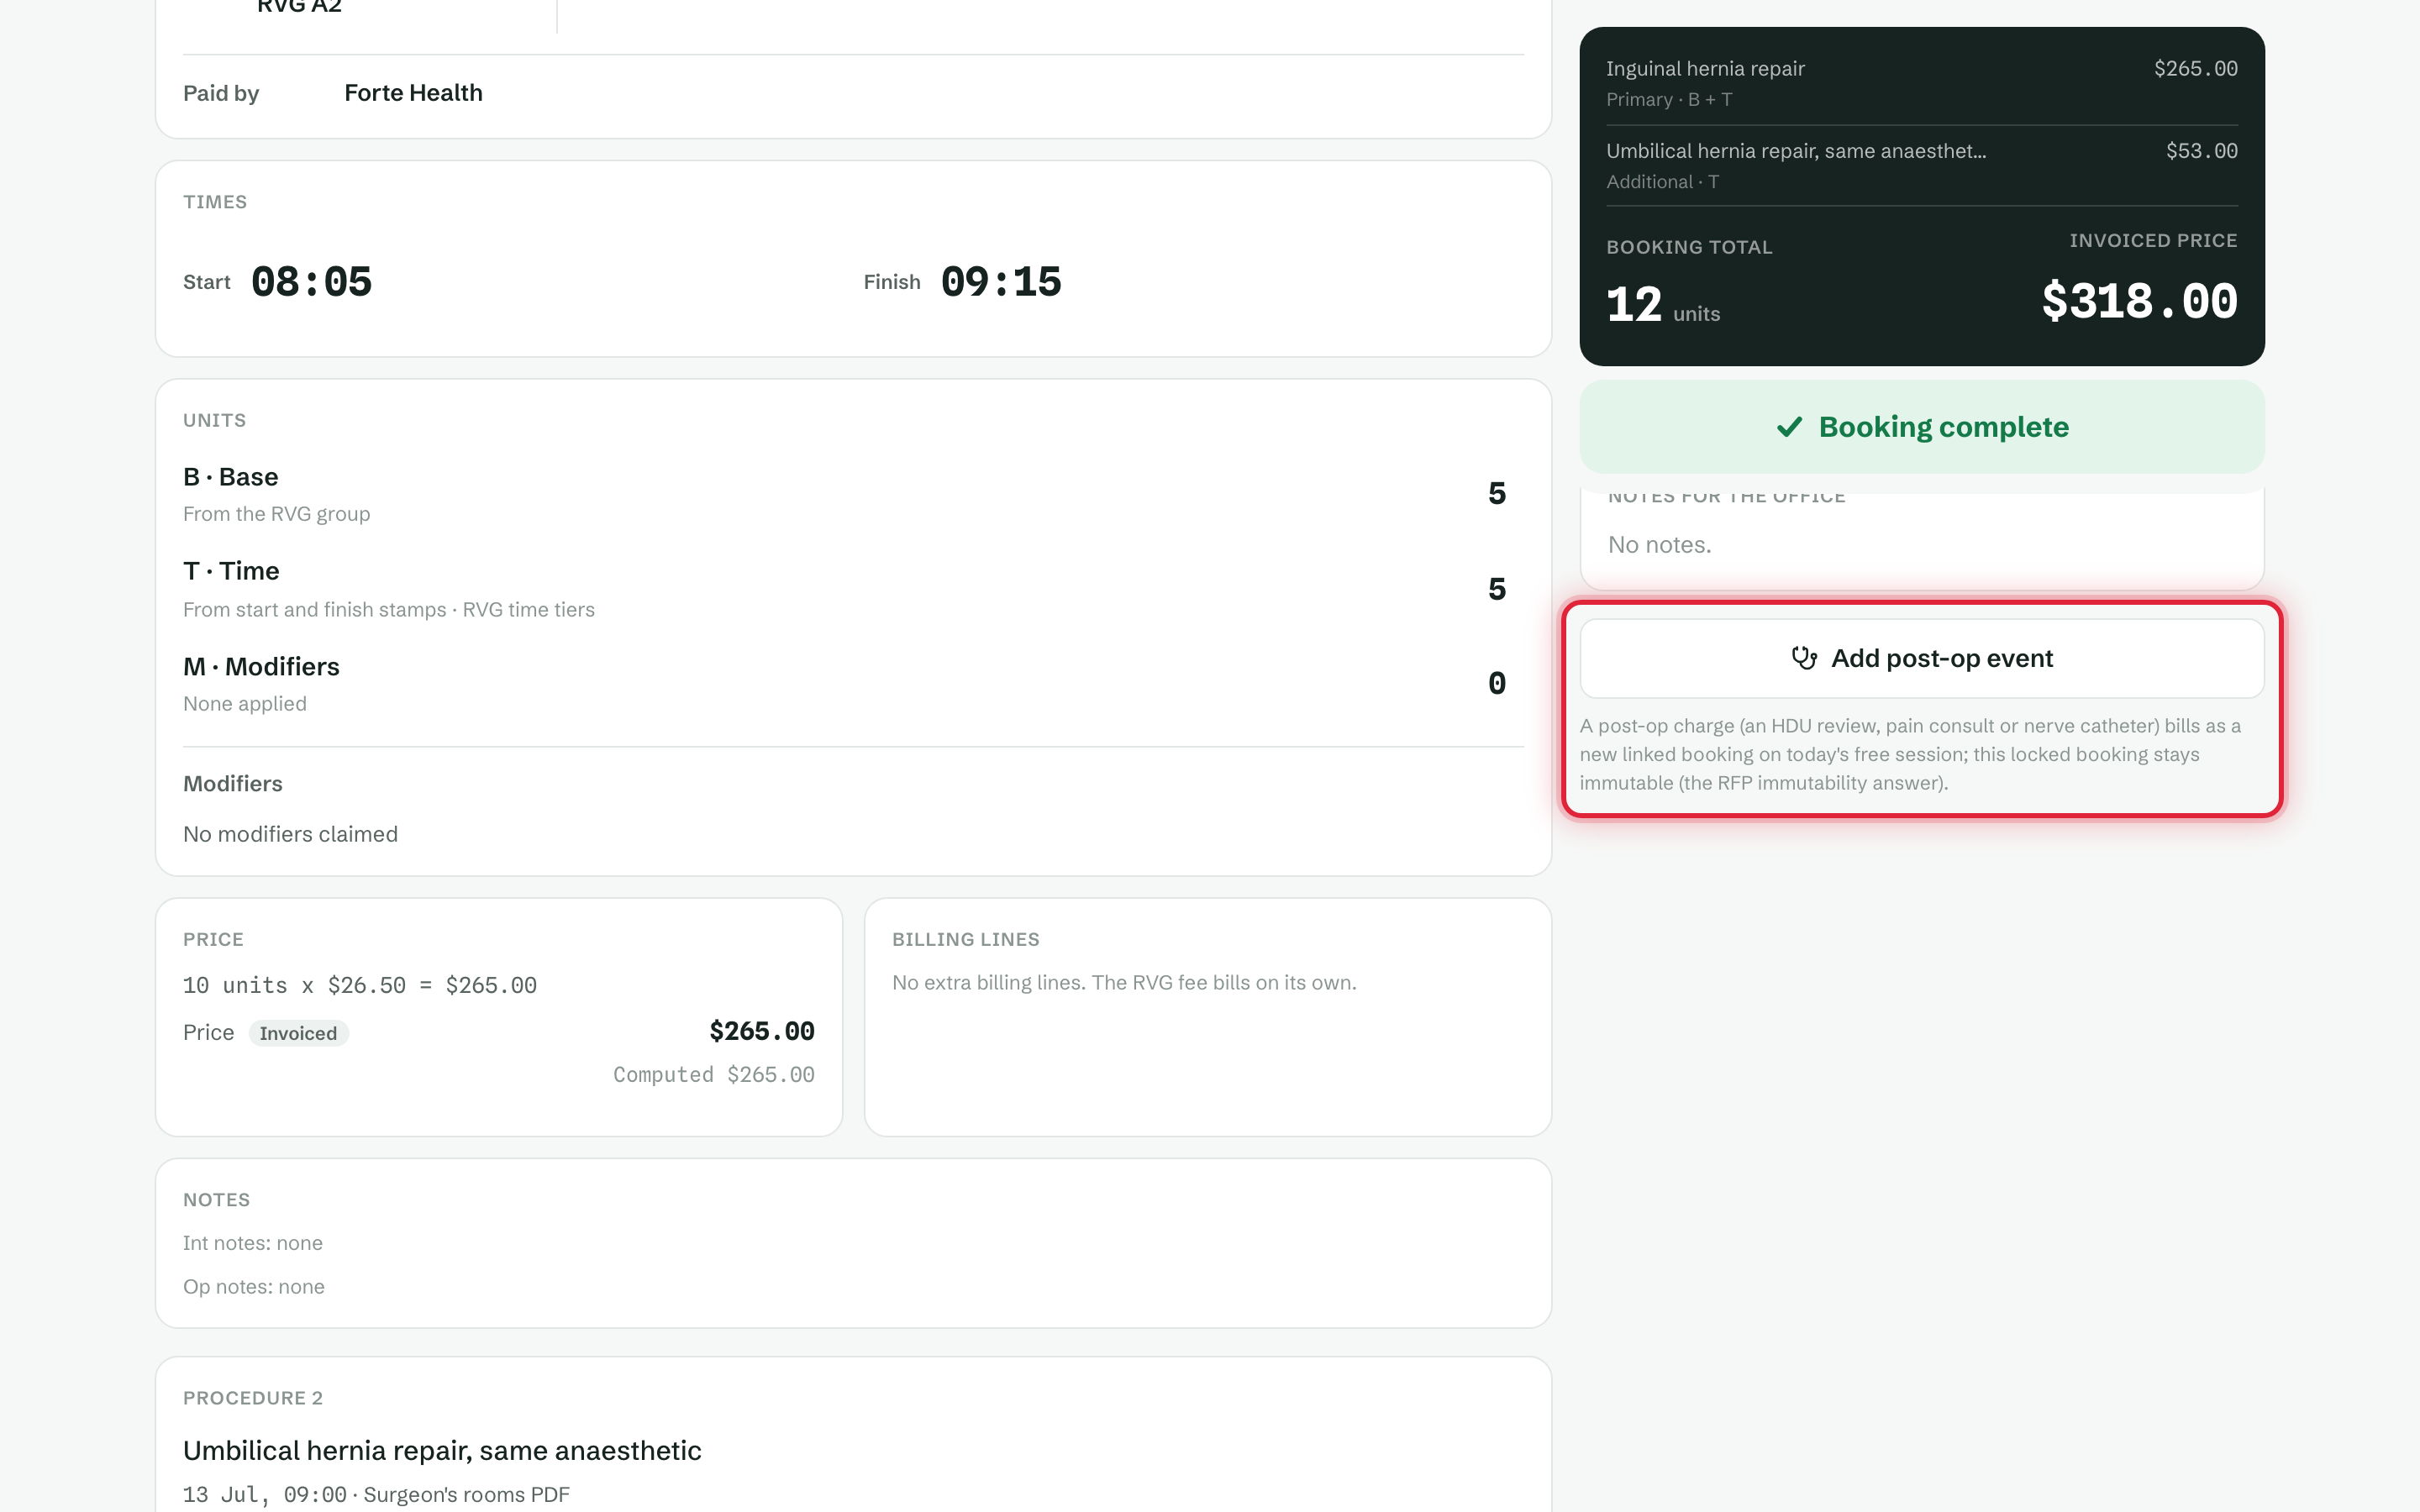 RVG A2
Paid by Forte Health
TIMES
Start 08:05 Finish 09:15
UNITS
B · Base
From the RVG group
5
T · Time
From start and finish stamps · RVG time tiers
5
M · Modifiers
None applied
0
Modifiers
No modifiers claimed
PRICE
10 units x $26.50 = $265.00
Price Invoiced $265.00
Computed $265.00
BILLING LINES
No extra billing lines. The RVG fee bills on its own.
NOTES
Int notes: none
Op notes: none
PROCEDURE 2
Umbilical hernia repair, same anaesthetic
13 Jul, 09:00 · Surgeon's rooms PDF
Inguinal hernia repair $265.00
Primary · B + T
Umbilical hernia repair, same anaesthet... $53.00
Additional · T
BOOKING TOTAL INVOICED PRICE
12 units $318.00
Booking complete
NOTES FOR THE OFFICE
No notes.
Add post-op event
A post-op charge (an HDU review, pain consult or nerve catheter) bills as a
new linked booking on today's free session; this locked booking stays
immutable (the RFP immutability answer).